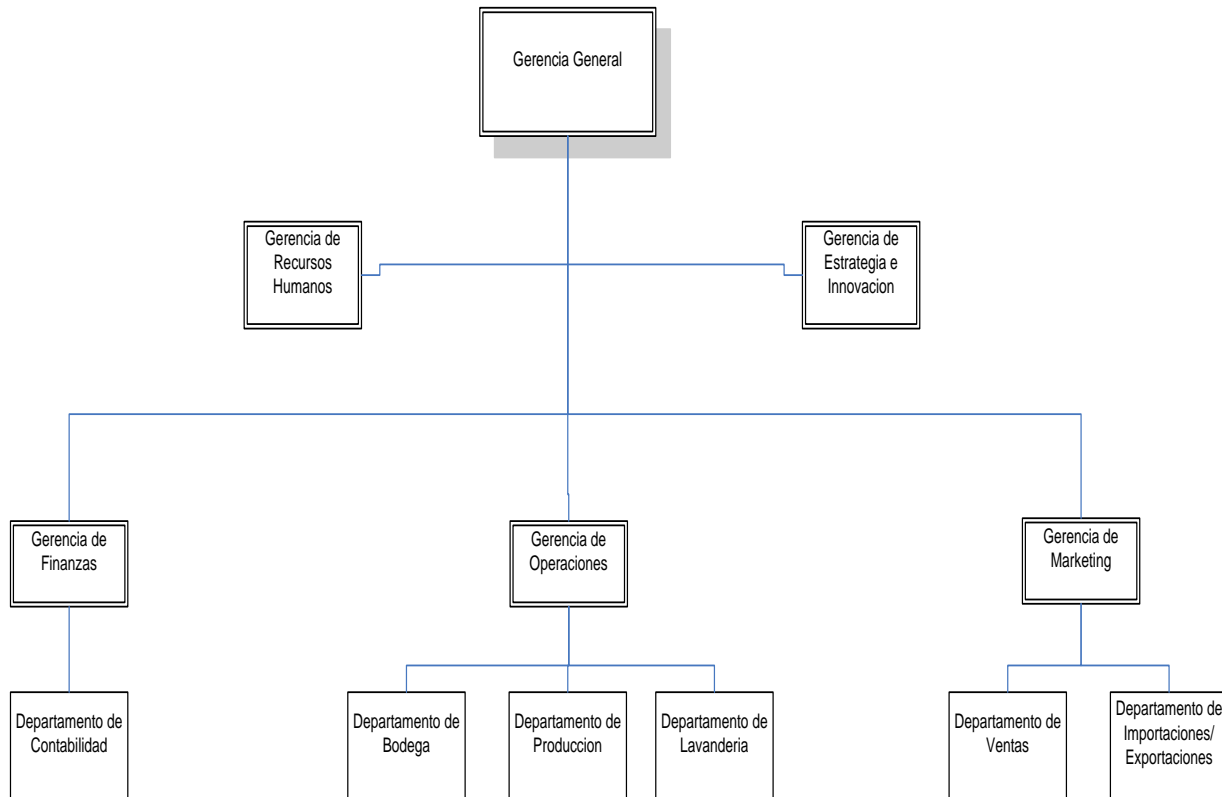 Gerencia General
Gerencia de
Recursos
Humanos
Gerencia de
Estrategia e
Innovacion
Gerencia de
Finanzas
Gerencia de
Operaciones
Gerencia de
Marketing
Departamento de
Contabilidad
Departamento de
Bodega
Departamento de
Produccion
Departamento de
Lavanderia
Departamento de
Ventas
Departamento de
Importaciones/
Exportaciones